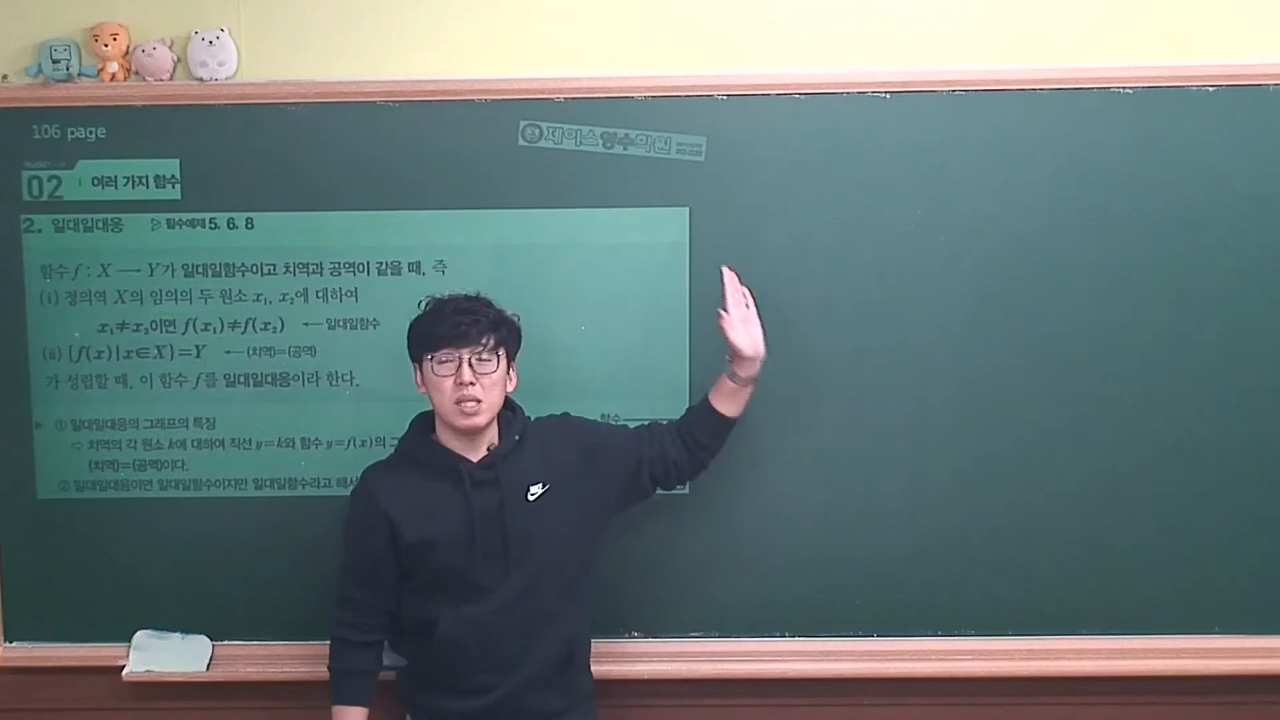 106 page
제이스영수학원
02 여러 가지 함수
2. 일대일대응 ▷ 필수예제 5, 6, 8
함수 f : X ─→ Y가 일대일함수이고 치역과 공역이 같을 때, 즉
(i) 정의역 X의 임의의 두 원소 x₁, x₂에 대하여
x₁≠x₂이면 f(x₁)≠f(x₂) ←─ 일대일함수
(ii) {f(x)|x∈X}=Y ←─ (치역)=(공역)
가 성립할 때, 이 함수 f를 일대일대응이라 한다.
① 일대일대응의 그래프의 특징
⇨ 치역의 각 원소 k에 대하여 직선 y=k와 함수 y=f(x)의 그
(치역)=(공역)이다.
② 일대일대응이면 일대일함수이지만 일대일함수라고 해서
함수